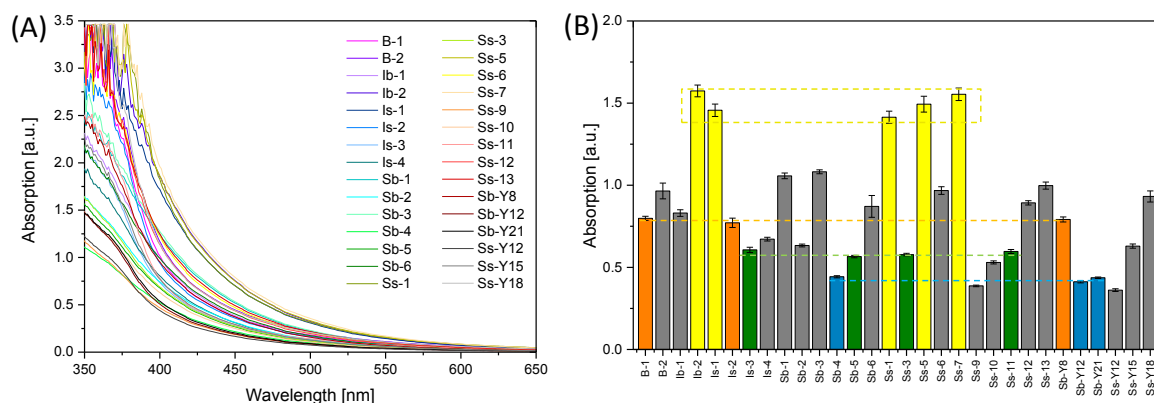 (A)
3.5
3.0
2.5
2.0
1.5
1.0
0.5
0.0
Absorption [a.u.]
350 400 450 500 550 600 650
Wavelength [nm]
B-1
B-2
Ib-1
Ib-2
Is-1
Is-2
Is-3
Is-4
Sb-1
Sb-2
Sb-3
Sb-4
Sb-5
Sb-6
Ss-1
Ss-3
Ss-5
Ss-6
Ss-7
Ss-9
Ss-10
Ss-11
Ss-12
Ss-13
Sb-Y8
Sb-Y12
Sb-Y21
Ss-Y12
Ss-Y15
Ss-Y18
(B)
2.0
1.5
1.0
0.5
0.0
Absorption [a.u.]
B-1
B-2
Ib-1
Ib-2
Is-1
Is-2
Is-3
Is-4
Sb-1
Sb-2
Sb-3
Sb-4
Sb-5
Sb-6
Ss-1
Ss-3
Ss-5
Ss-6
Ss-7
Ss-9
Ss-10
Ss-11
Ss-12
Ss-13
Sb-Y8
Sb-Y12
Sb-Y21
Ss-Y12
Ss-Y15
Ss-Y18